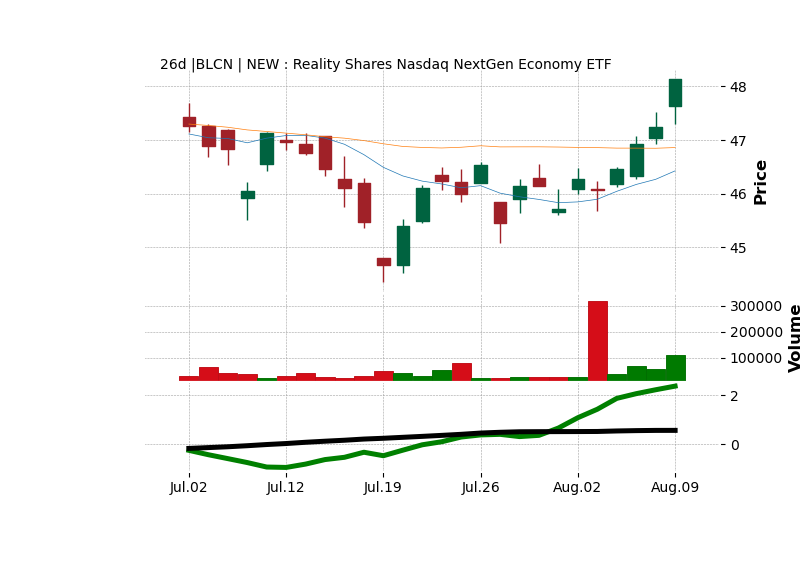 26d |BLCN | NEW : Reality Shares Nasdaq NextGen Economy ETF
48
47
46
45
Price
300000
200000
100000
Volume
2
0
Jul.02 Jul.12 Jul.19 Jul.26 Aug.02 Aug.09